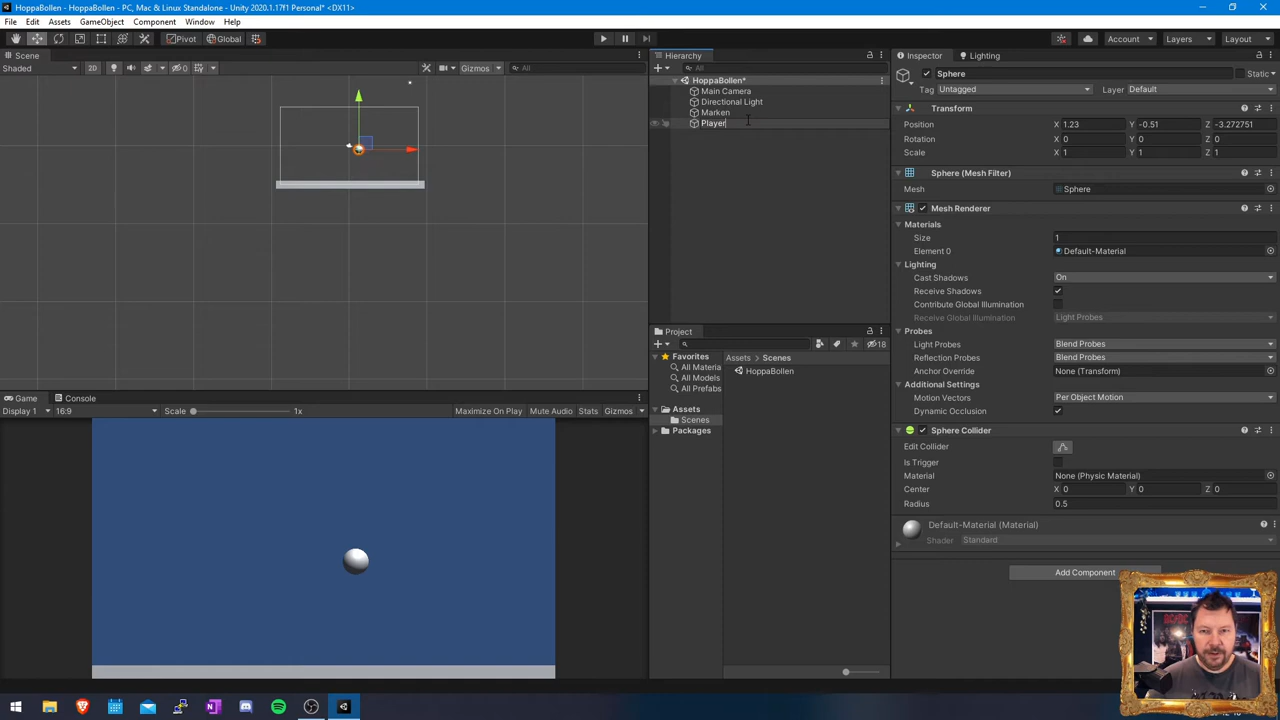 HoppaBollen - HoppaBollen - PC, Mac & Linux Standalone - Unity 2020.1.17f1 Personal* <DX11>
File Edit Assets GameObject Component Window Help
Pivot Global Account Layers Layout
Scene
Shaded 2D 0 Gizmos All
Hierarchy
All
HoppaBollen*
Main Camera
Directional Light
Marken
Player
Project
18
Favorites
All Materia
All Models
All Prefabs
Assets
Scenes
Packages
Assets > Scenes
HoppaBollen
Game Console
Display 1 16:9 Scale 1x Maximize On Play Mute Audio Stats Gizmos
Inspector Lighting
Sphere Static
Tag Untagged Layer Default
Transform
Position X 1.23 Y -0.51 Z -3.272751
Rotation X 0 Y 0 Z 0
Scale X 1 Y 1 Z 1
Sphere (Mesh Filter)
Mesh Sphere
Mesh Renderer
Materials
Size 1
Element 0 Default-Material
Lighting
Cast Shadows On
Receive Shadows
Contribute Global Illumination
Receive Global Illumination Light Probes
Probes
Light Probes Blend Probes
Reflection Probes Blend Probes
Anchor Override None (Transform)
Additional Settings
Motion Vectors Per Object Motion
Dynamic Occlusion
Sphere Collider
Edit Collider
Is Trigger
Material None (Physic Material)
Center X 0 Y 0 Z 0
Radius 0.5
Default-Material (Material)
Shader Standard
Add Component